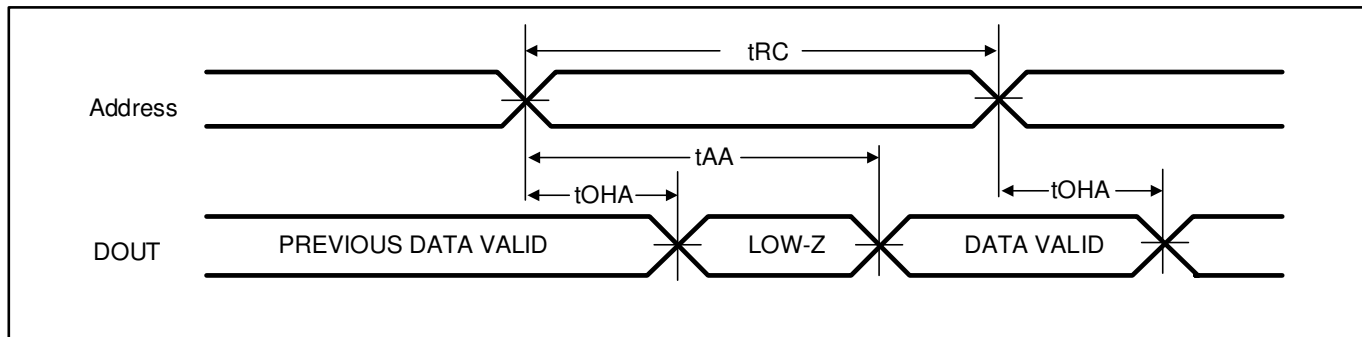 tRC
Address
tAA
tOHA
tOHA
DOUT
PREVIOUS DATA VALID
LOW-Z
DATA VALID